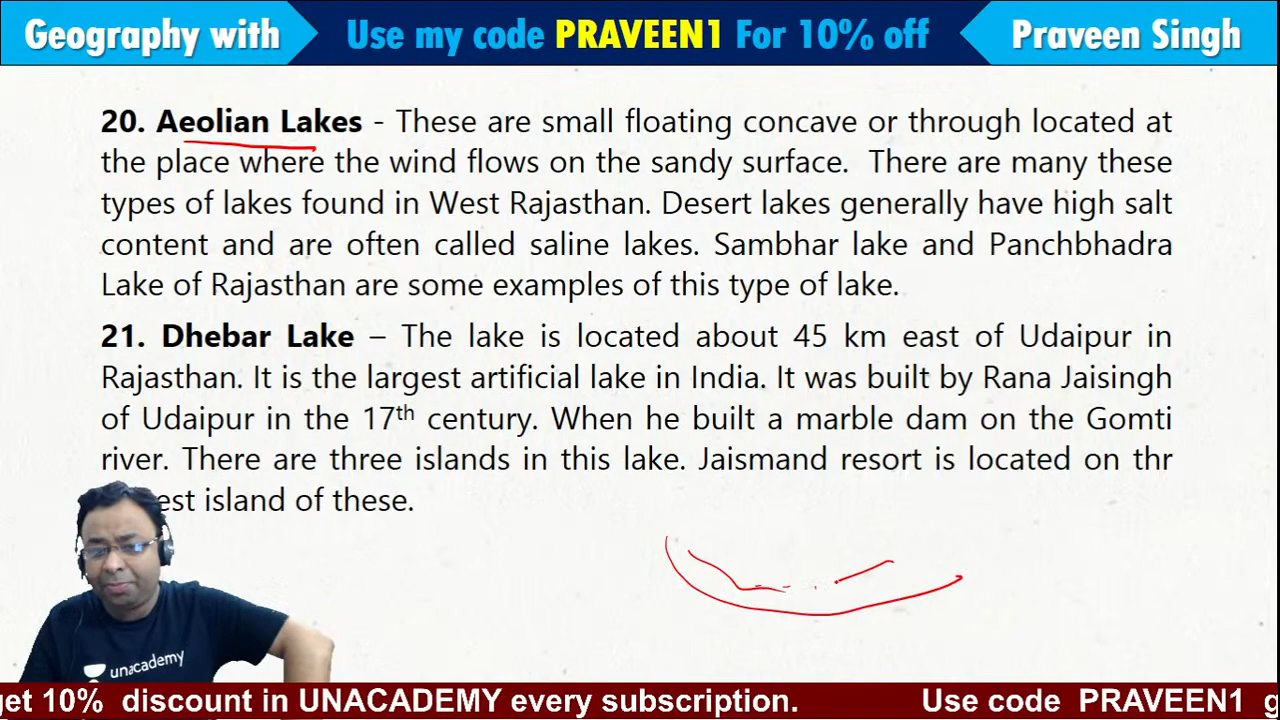 Geography with
Use my code PRAVEEN1 For 10% off
Praveen Singh
20. Aeolian Lakes - These are small floating concave or through located at
the place where the wind flows on the sandy surface. There are many these
types of lakes found in West Rajasthan. Desert lakes generally have high salt
content and are often called saline lakes. Sambhar lake and Panchbhadra
Lake of Rajasthan are some examples of this type of lake.
21. Dhebar Lake – The lake is located about 45 km east of Udaipur in
Rajasthan. It is the largest artificial lake in India. It was built by Rana Jaisingh
of Udaipur in the 17th century. When he built a marble dam on the Gomti
river. There are three islands in this lake. Jaismand resort is located on thr
est island of these.
unacademy
get 10% discount in UNACADEMY every subscription. Use code PRAVEEN1 g